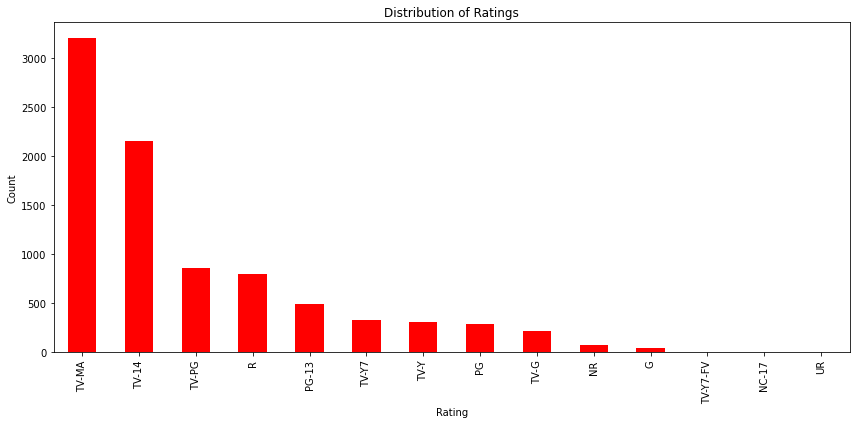 Distribution of Ratings
Count
3000
2500
2000
1500
1000
500
0
TV-MA
TV-14
TV-PG
R
PG-13
TV-Y7
TV-Y
PG
TV-G
NR
G
TV-Y7-FV
NC-17
UR
Rating